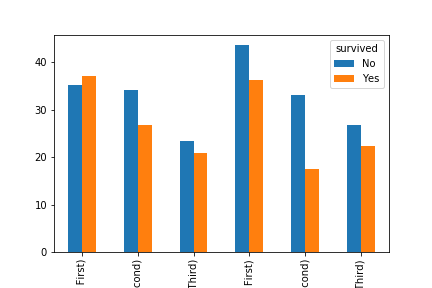 survived
No
Yes
40
30
20
10
0
First)
cond)
Third)
First)
cond)
Third)